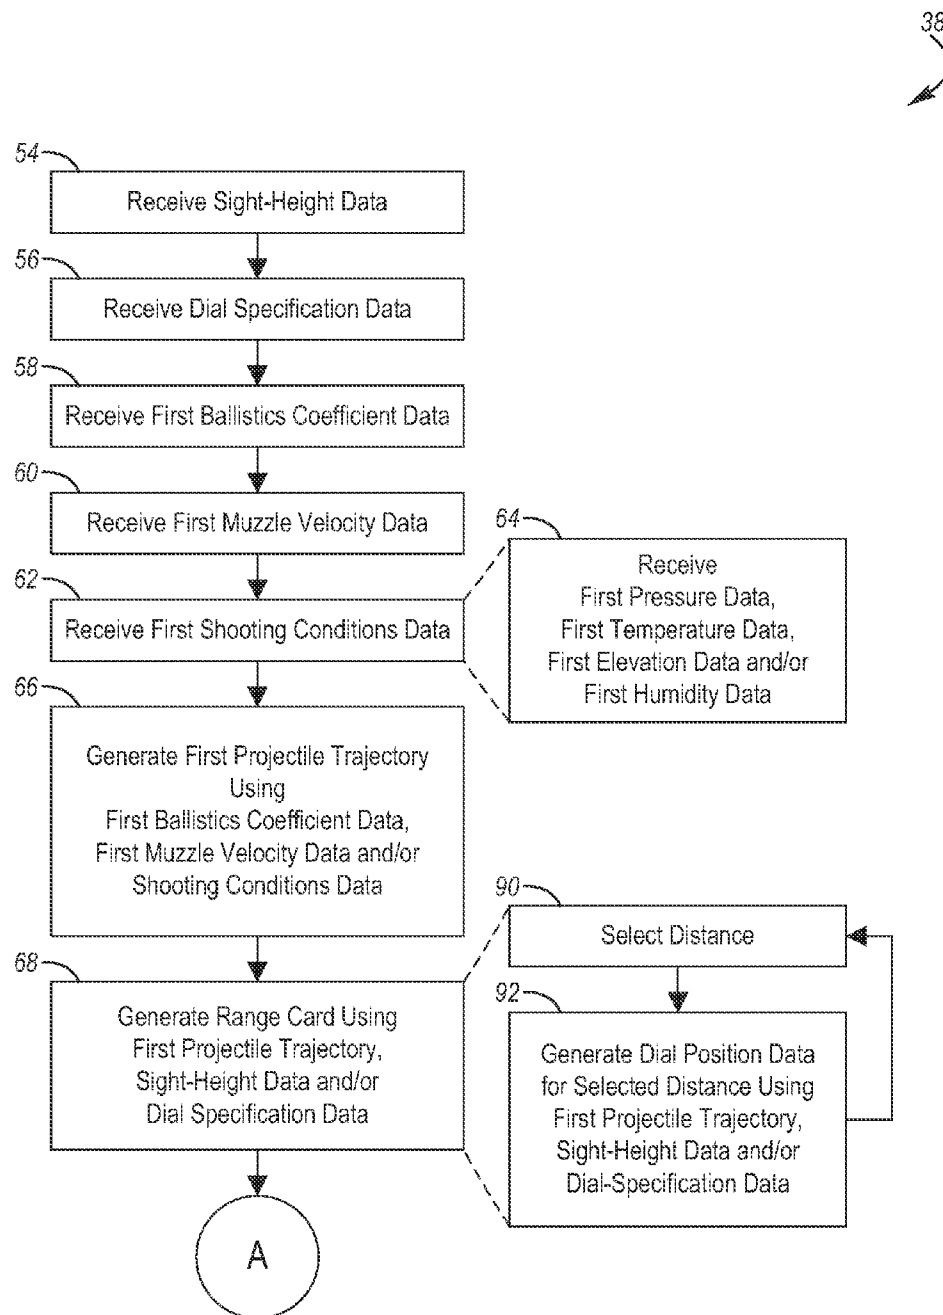 38
54
Receive Sight-Height Data
56
Receive Dial Specification Data
58
Receive First Ballistics Coefficient Data
60
Receive First Muzzle Velocity Data
62
Receive First Shooting Conditions Data
64
Receive
First Pressure Data,
First Temperature Data,
First Elevation Data and/or
First Humidity Data
66
Generate First Projectile Trajectory
Using
First Ballistics Coefficient Data,
First Muzzle Velocity Data and/or
Shooting Conditions Data
68
Generate Range Card Using
First Projectile Trajectory,
Sight-Height Data and/or
Dial Specification Data
90
Select Distance
92
Generate Dial Position Data
for Selected Distance Using
First Projectile Trajectory,
Sight-Height Data and/or
Dial-Specification Data
A